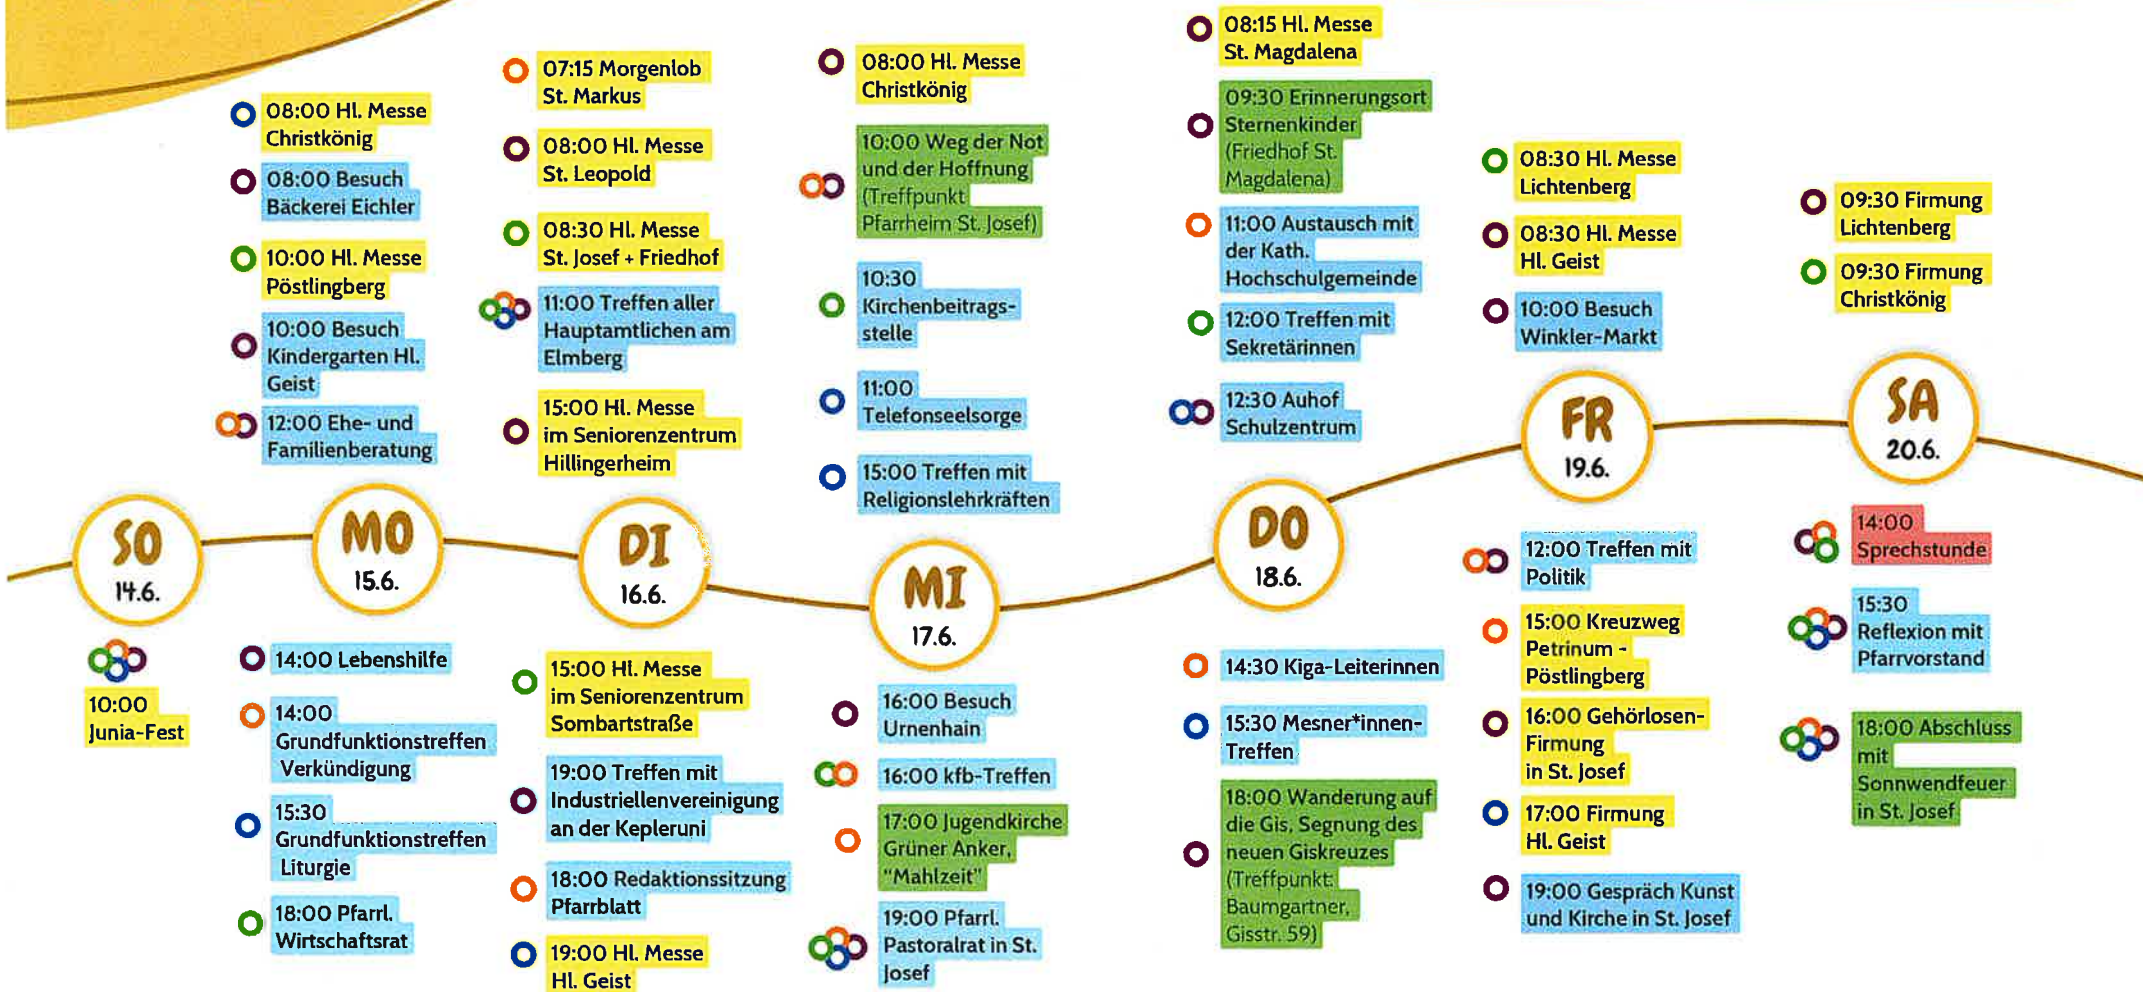 08:00 Hl. Messe
Christkönig
08:00 Besuch
Bäckerei Eichler
10:00 Hl. Messe
Pöstlingberg
10:00 Besuch
Kindergarten Hl.
Geist
12:00 Ehe- und
Familienberatung
07:15 Morgenlob
St. Markus
08:00 Hl. Messe
St. Leopold
08:30 Hl. Messe
St. Josef + Friedhof
11:00 Treffen aller
Hauptamtlichen am
Elmberg
15:00 Hl. Messe
im Seniorenzentrum
Hillingerheim
08:00 Hl. Messe
Christkönig
10:00 Weg der Not
und der Hoffnung
(Treffpunkt
Pfarrheim St. Josef)
10:30
Kirchenbeitrags-
stelle
11:00
Telefonseelsorge
15:00 Treffen mit
Religionslehrkräften
08:15 Hl. Messe
St. Magdalena
09:30 Erinnerungsort
Sternenkinder
(Friedhof St.
Magdalena)
11:00 Austausch mit
der Kath.
Hochschulgemeinde
12:00 Treffen mit
Sekretärinnen
12:30 Auhof
Schulzentrum
08:30 Hl. Messe
Lichtenberg
08:30 Hl. Messe
Hl. Geist
10:00 Besuch
Winkler-Markt
09:30 Firmung
Lichtenberg
09:30 Firmung
Christkönig
SO
14.6.
MO
15.6.
DI
16.6.
MI
17.6.
DO
18.6.
FR
19.6.
SA
20.6.
10:00
Junia-Fest
14:00 Lebenshilfe
14:00
Grundfunktionstreffen
Verkündigung
15:30
Grundfunktionstreffen
Liturgie
18:00 Pfarrl.
Wirtschaftsrat
15:00 Hl. Messe
im Seniorenzentrum
Sombartstraße
19:00 Treffen mit
Industriellenvereinigung
an der Kepleruni
18:00 Redaktionssitzung
Pfarrblatt
19:00 Hl. Messe
Hl. Geist
16:00 Besuch
Urnenhain
16:00 kfb-Treffen
17:00 Jugendkirche
Grüner Anker,
"Mahlzeit"
19:00 Pfarrl.
Pastoralrat in St.
Josef
14:30 Kiga-Leiterinnen
15:30 Mesner*innen-
Treffen
18:00 Wanderung auf
die Gis, Segnung des
neuen Giskreuzes
(Treffpunkt:
Baumgartner,
Gisstr. 59)
12:00 Treffen mit
Politik
15:00 Kreuzweg
Petrinum -
Pöstlingberg
16:00 Gehörlosen-
Firmung
in St. Josef
17:00 Firmung
Hl. Geist
19:00 Gespräch Kunst
und Kirche in St. Josef
14:00
Sprechstunde
15:30
Reflexion mit
Pfarrvorstand
18:00 Abschluss
mit
Sonnwendfeuer
in St. Josef